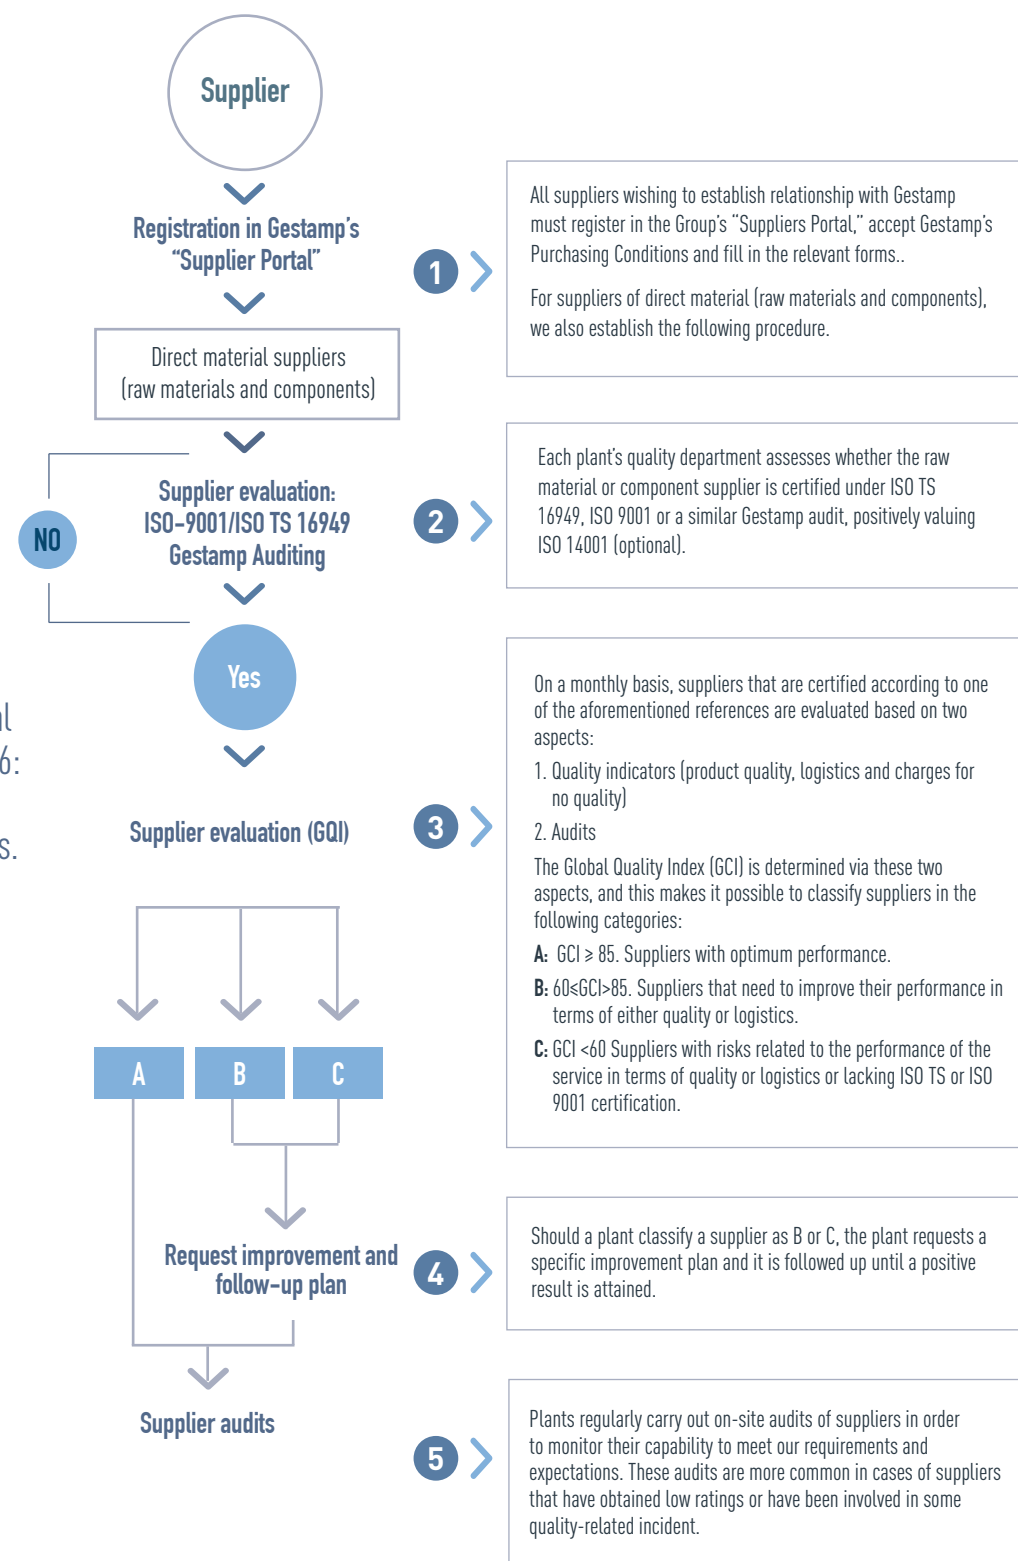 Supplier
Registration in Gestamp's
“Supplier Portal”
1
All suppliers wishing to establish relationship with Gestamp
must register in the Group's “Suppliers Portal,” accept Gestamp's
Purchasing Conditions and fill in the relevant forms..
For suppliers of direct material (raw materials and components),
we also establish the following procedure.
Direct material suppliers
(raw materials and components)
NO
Supplier evaluation:
ISO-9001/ISO TS 16949
Gestamp Auditing
2
Each plant's quality department assesses whether the raw
material or component supplier is certified under ISO TS
16949, ISO 9001 or a similar Gestamp audit, positively valuing
ISO 14001 (optional).
Yes
6:
s.
Supplier evaluation (GQI)
3
On a monthly basis, suppliers that are certified according to one
of the aforementioned references are evaluated based on two
aspects:
1. Quality indicators (product quality, logistics and charges for
no quality)
2. Audits
The Global Quality Index (GCI) is determined via these two
aspects, and this makes it possible to classify suppliers in the
following categories:
A: GCI ≥ 85. Suppliers with optimum performance.
B: 60≤GCI>85. Suppliers that need to improve their performance in
terms of either quality or logistics.
C: GCI <60 Suppliers with risks related to the performance of the
service in terms of quality or logistics or lacking ISO TS or ISO
9001 certification.
A
B
C
Request improvement and
follow-up plan
4
Should a plant classify a supplier as B or C, the plant requests a
specific improvement plan and it is followed up until a positive
result is attained.
Supplier audits
5
Plants regularly carry out on-site audits of suppliers in order
to monitor their capability to meet our requirements and
expectations. These audits are more common in cases of suppliers
that have obtained low ratings or have been involved in some
quality-related incident.